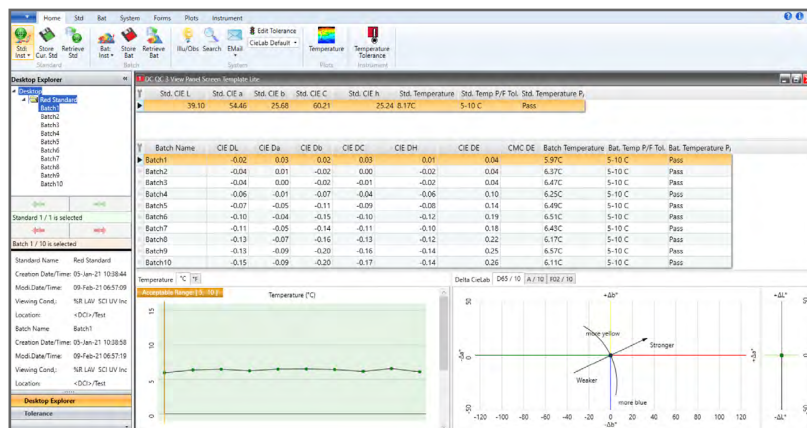 Home Std Bat System Forms Plots Instrument
Std. Inst Store Cur. Std Retrieve Std Bat. Inst Store Bat Retrieve Bat Illu/Obs Search EMail Edit Tolerance CieLab Default Temperature Temperature Tolerance
Standard Batch System Plots Instrument
Desktop Explorer
DC QC 3 View Panel Screen Template Lite
Desktop
Red Standard
Batch1
Batch2
Batch3
Batch4
Batch5
Batch6
Batch7
Batch8
Batch9
Batch10
Standard 1 / 1 is selected
Batch 1 / 10 is selected
Standard Name Red Standard
Creation Date/Time: 05-Jan-21 10:38:44
Modi.Date/Time: 09-Feb-21 06:57:09
Viewing Cond.: %R LAV SCI UV Inc
Location: <DCI>/Test
Batch Name Batch1
Creation Date/Time: 05-Jan-21 10:38:58
Modi.Date/Time: 09-Feb-21 06:57:19
Viewing Cond.: %R LAV SCI UV Inc
Location: <DCI>/Test
Desktop Explorer
Tolerance
Std. CIE L Std. CIE a Std. CIE b Std. CIE C Std. CIE h Std. Temperature Std. Temp P/F Tol. Std. Temperature P/
39.10 54.46 25.68 60.21 25.24 8.17C 5-10 C Pass
Batch Name CIE DL CIE Da CIE Db CIE DC CIE DH CIE DE CMC DE Batch Temperature Bat. Temp P/F Tol. Bat. Temperature P/
Batch1 -0.02 0.03 0.02 0.03 0.01 0.04 5.97C 5-10 C Pass
Batch2 -0.04 0.01 -0.02 0.00 -0.02 0.04 6.37C 5-10 C Pass
Batch3 -0.04 0.00 -0.02 -0.01 -0.02 0.04 6.47C 5-10 C Pass
Batch4 -0.06 -0.01 -0.07 -0.04 -0.06 0.10 6.25C 5-10 C Pass
Batch5 -0.07 -0.05 -0.11 -0.09 -0.08 0.14 6.49C 5-10 C Pass
Batch6 -0.10 -0.04 -0.15 -0.10 -0.12 0.19 6.51C 5-10 C Pass
Batch7 -0.11 -0.05 -0.14 -0.11 -0.10 0.18 6.43C 5-10 C Pass
Batch8 -0.13 -0.07 -0.16 -0.13 -0.12 0.22 6.17C 5-10 C Pass
Batch9 -0.13 -0.09 -0.20 -0.16 -0.14 0.25 6.57C 5-10 C Pass
Batch10 -0.15 -0.09 -0.20 -0.17 -0.14 0.26 6.11C 5-10 C Pass
Temperature °C °F
Acceptable Range: [ 5, 10 ]
Temperature (°C)
15
10
5
0
Delta CieLab D65 / 10 A / 10 F02 / 10
+Δb*
50
more yellow
Stronger
-Δa*
0
+Δa*
Weaker
more blue
-50
-120 -100 -80 -60 -40 -20 0 20 40 60 80 100 120
-Δb*
+ΔL*
-ΔL*